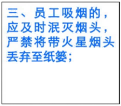 三、员工吸烟的，
应及时泯灭烟头，
严禁将带火星烟头
丢弃至纸篓；